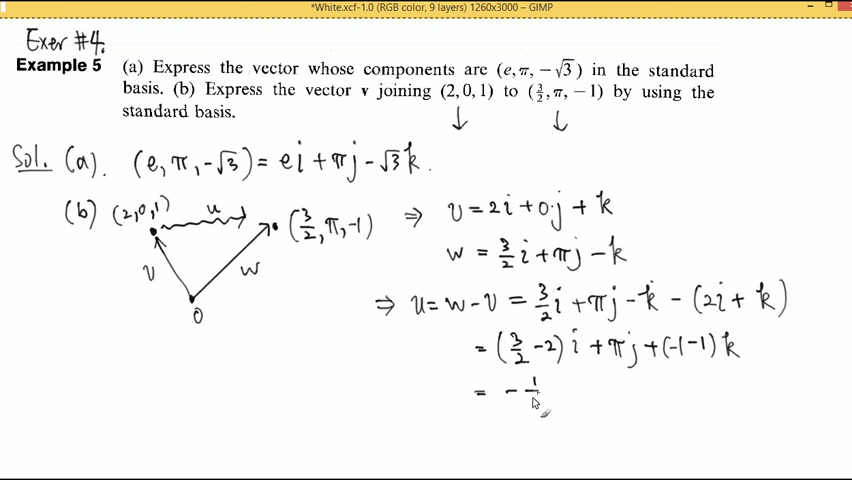 *White.xcf-1.0 (RGB color, 9 layers) 1260x3000 – GIMP
Exer #4.
Example 5 (a) Express the vector whose components are (e, π, −√3) in the standard
basis. (b) Express the vector v joining (2, 0, 1) to (3/2, π, −1) by using the
standard basis.
Sol. (a). (e, π, -√3) = ei + πj - √3k.
(b) (2,0,1) u (3/2, π, -1) ⇒ v = 2i + 0·j + k
v w w = 3/2 i + πj - k
0 ⇒ u = w - v = 3/2 i + πj - k - (2i + k)
= (3/2 - 2) i + πj + (-1-1) k
= - 1